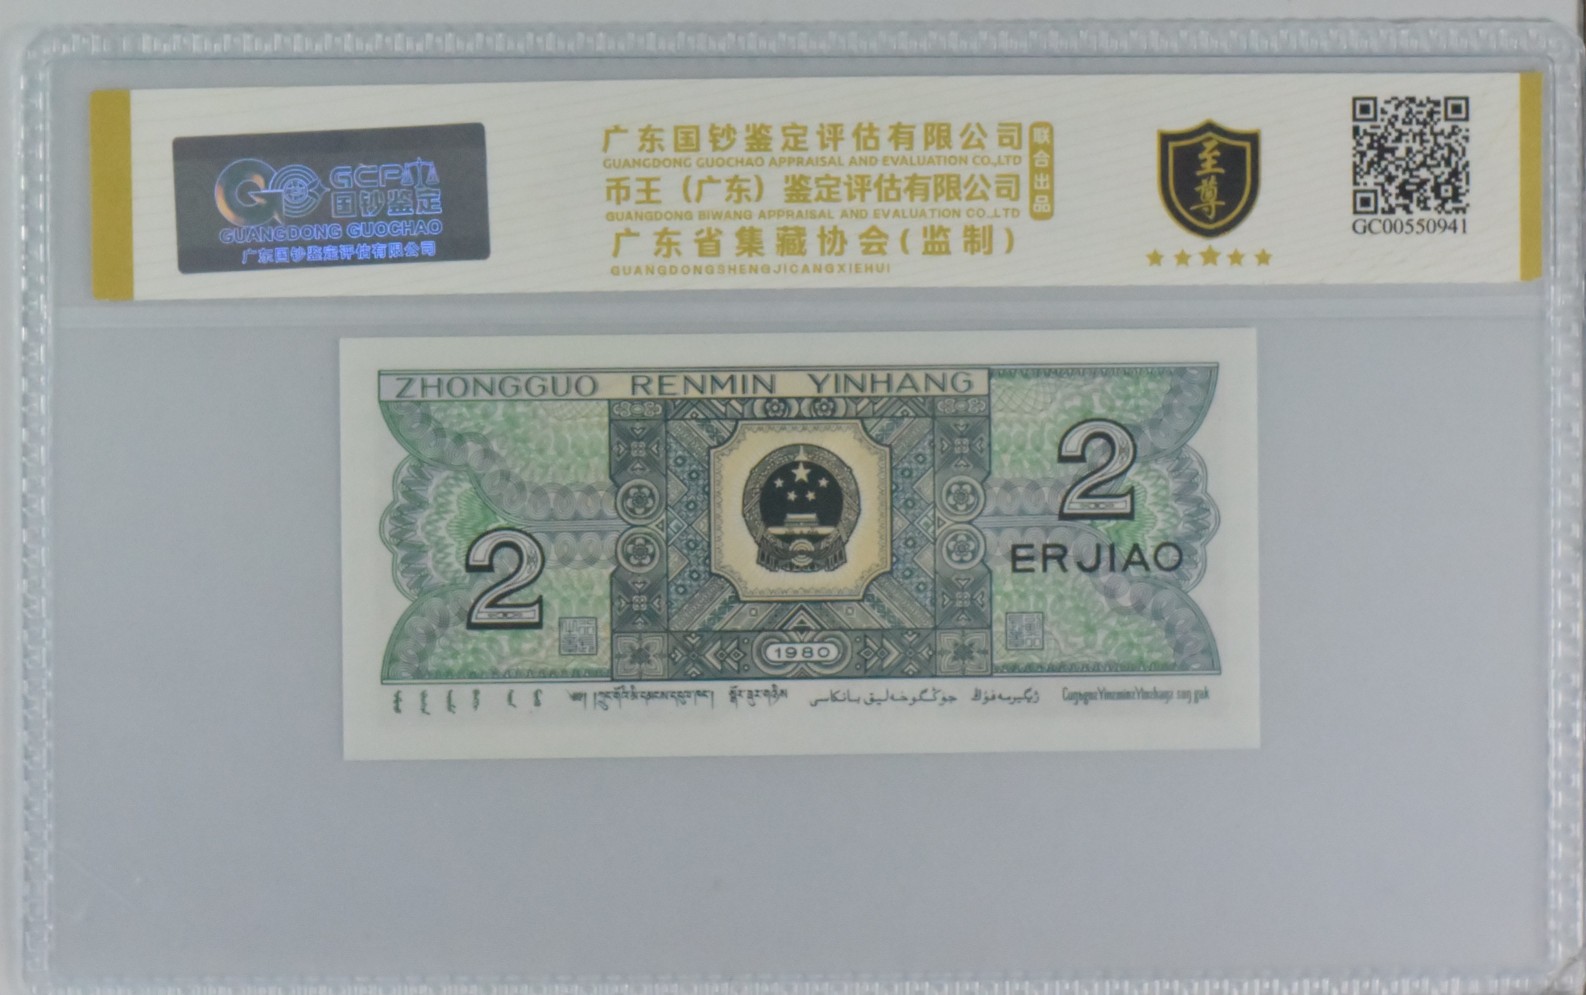 GCP
国钞鉴定
GUANGDONG GUOCHAO
广东国钞鉴定评估有限公司
广东国钞鉴定评估有限公司
GUANGDONG GUOCHAO APPRAISAL AND EVALUATION CO.,LTD
币王（广东）鉴定评估有限公司
GUANGDONG BIWANG APPRAISAL AND EVALUATION CO.,LTD
广东省集藏协会(监制)
GUANGDONGSHENGJICANGXIEHUI
联合出品
至尊
GC00550941
ZHONGGUO RENMIN YINHANG
2
2
ERJIAO
1980